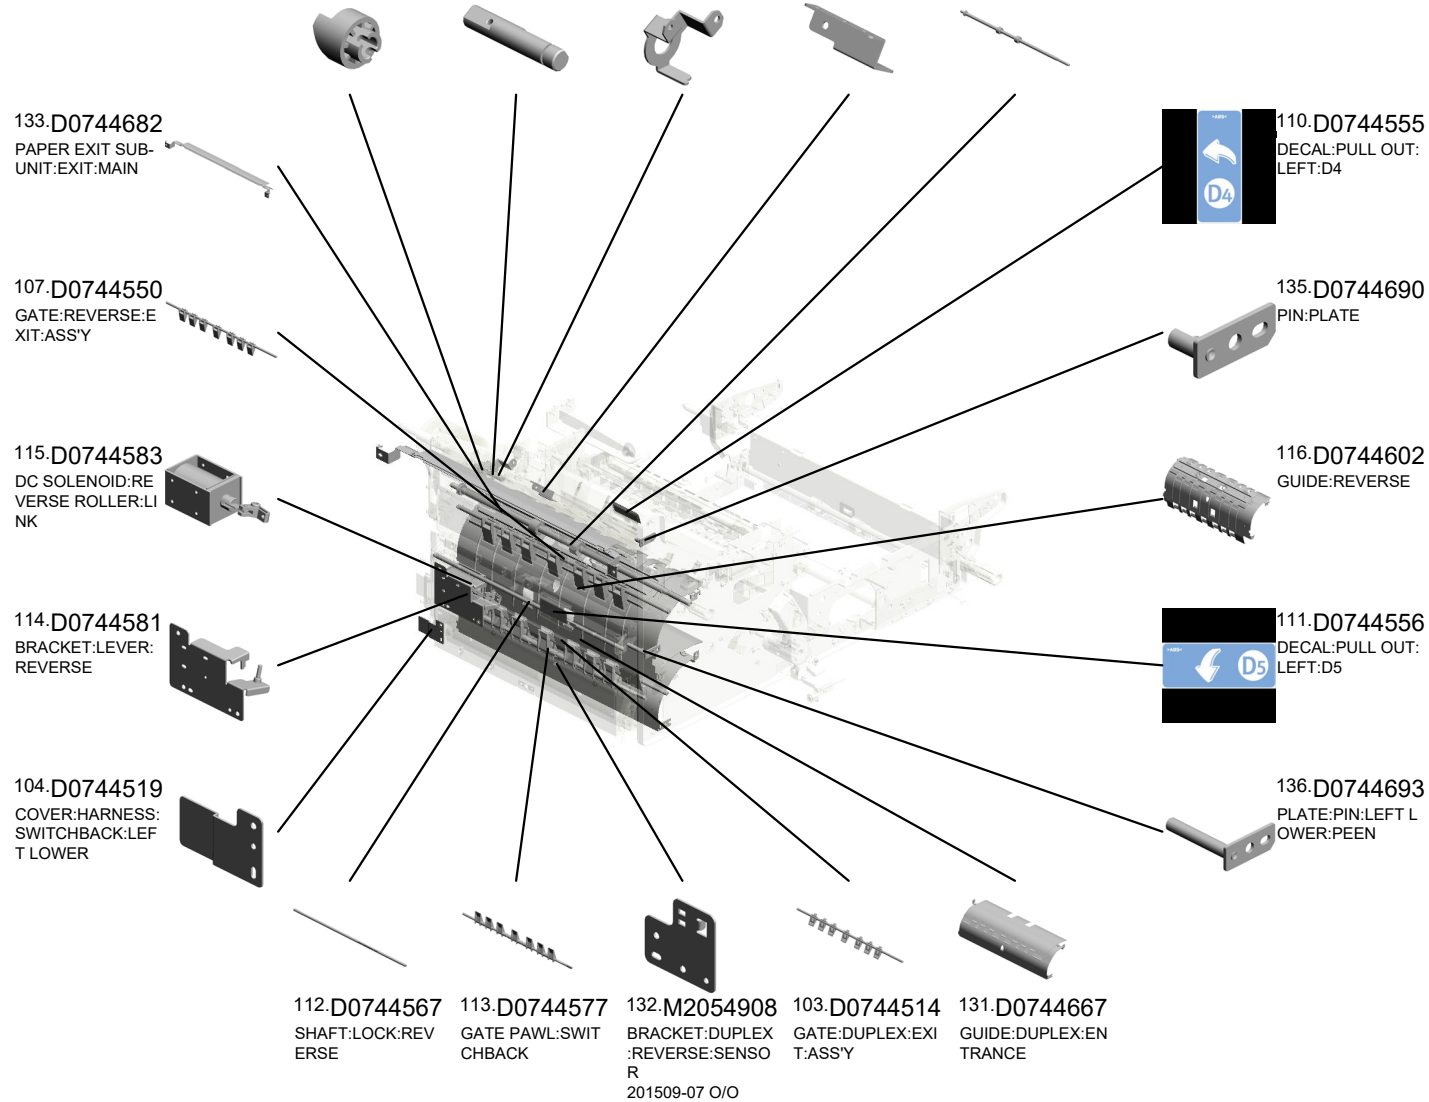 133.D0744682
PAPER EXIT SUB-
UNIT:EXIT:MAIN
107.D0744550
GATE:REVERSE:E
XIT:ASS'Y
115.D0744583
DC SOLENOID:RE
VERSE ROLLER:LI
NK
114.D0744581
BRACKET:LEVER:
REVERSE
104.D0744519
COVER:HARNESS:
SWITCHBACK:LEF
T LOWER
112.D0744567
SHAFT:LOCK:REV
ERSE
113.D0744577
GATE PAWL:SWIT
CHBACK
132.M2054908
BRACKET:DUPLEX
:REVERSE:SENSO
R
201509-07 O/O
103.D0744514
GATE:DUPLEX:EXI
T:ASS'Y
131.D0744667
GUIDE:DUPLEX:EN
TRANCE
>ABS<
D4
110.D0744555
DECAL:PULL OUT:
LEFT:D4
135.D0744690
PIN:PLATE
116.D0744602
GUIDE:REVERSE
>ABS<
D5
111.D0744556
DECAL:PULL OUT:
LEFT:D5
136.D0744693
PLATE:PIN:LEFT L
OWER:PEEN